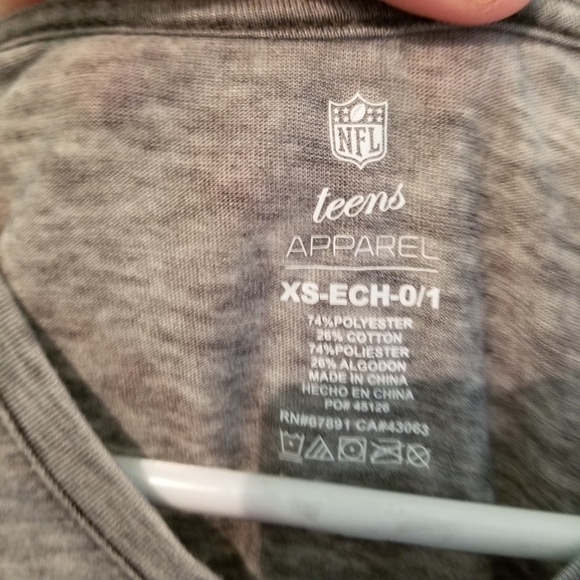 NFL
teens
APPAREL
XS-ECH-0/1
74%POLYESTER
26% COTTON
74%POLIESTER
26% ALGODON
MADE IN CHINA
HECHO EN CHINA
PO# 45126
RN#67891 CA#43063